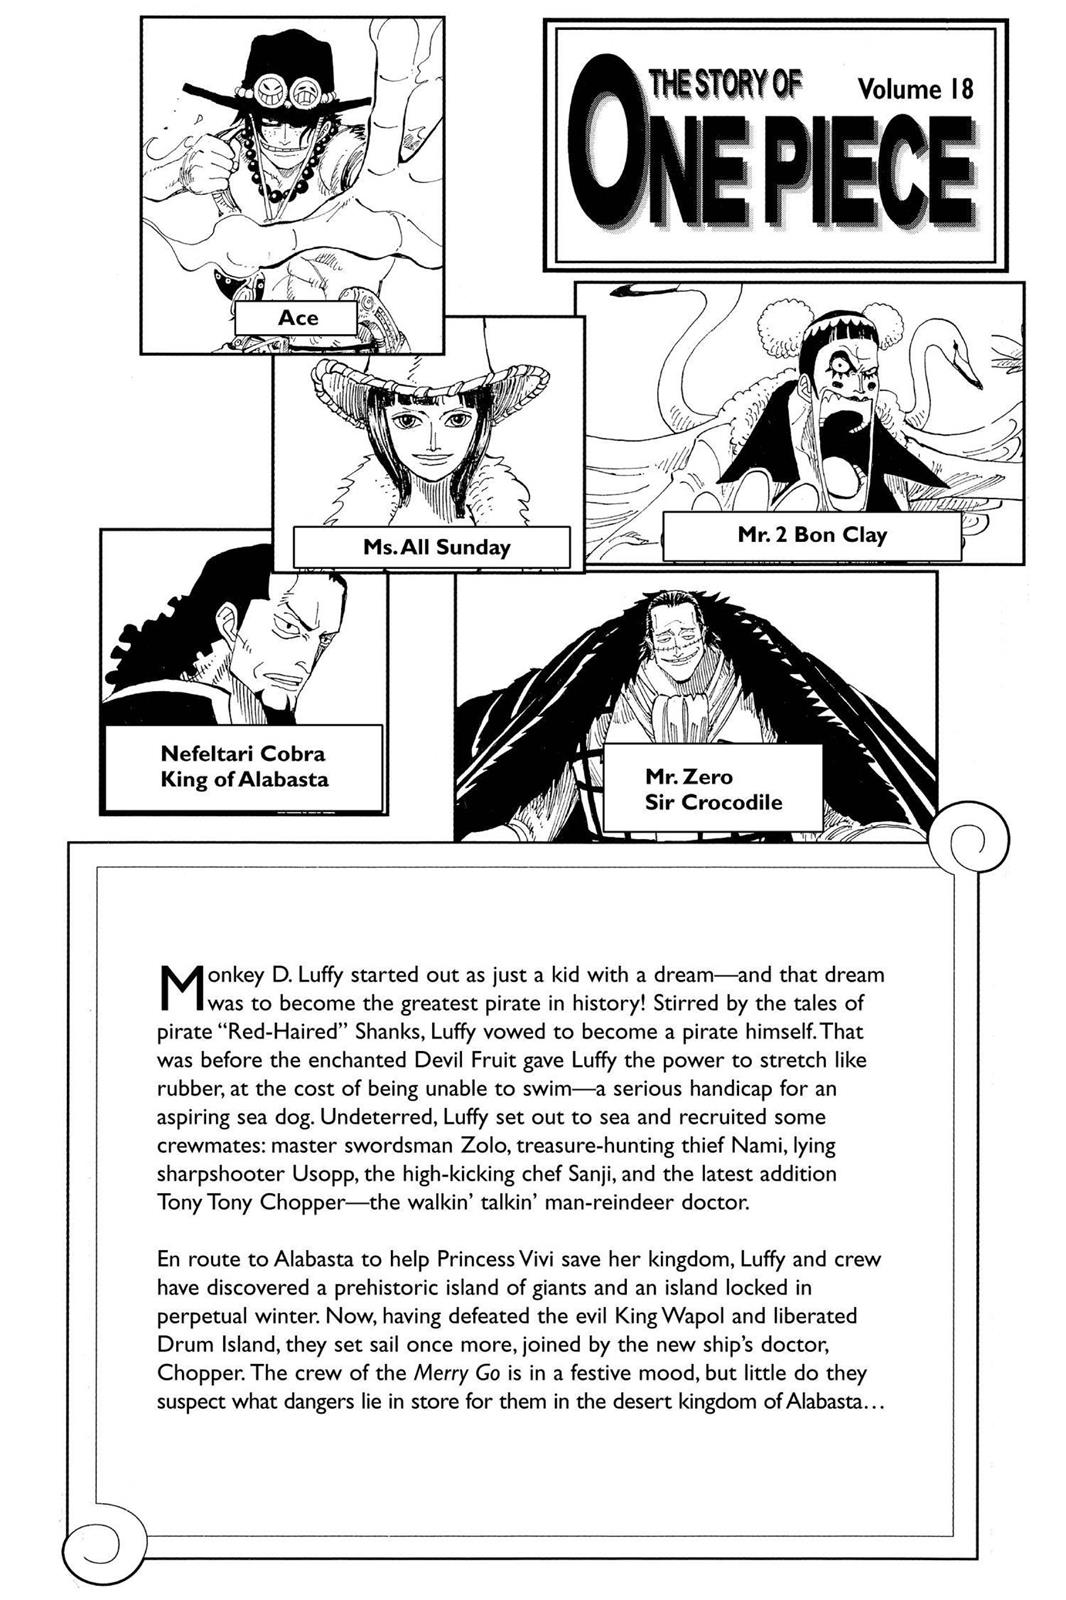 THE STORY OF
Volume 18
ONE PIECE
Ace
Ms. All Sunday
Mr. 2 Bon Clay
Nefeltari Cobra
King of Alabasta
Mr. Zero
Sir Crocodile
Monkey D. Luffy started out as just a kid with a dream—and that dream
was to become the greatest pirate in history! Stirred by the tales of
pirate “Red-Haired” Shanks, Luffy vowed to become a pirate himself. That
was before the enchanted Devil Fruit gave Luffy the power to stretch like
rubber, at the cost of being unable to swim—a serious handicap for an
aspiring sea dog. Undeterred, Luffy set out to sea and recruited some
crewmates: master swordsman Zolo, treasure-hunting thief Nami, lying
sharpshooter Usopp, the high-kicking chef Sanji, and the latest addition
Tony Tony Chopper—the walkin’ talkin’ man-reindeer doctor.
En route to Alabasta to help Princess Vivi save her kingdom, Luffy and crew
have discovered a prehistoric island of giants and an island locked in
perpetual winter. Now, having defeated the evil King Wapol and liberated
Drum Island, they set sail once more, joined by the new ship’s doctor,
Chopper. The crew of the Merry Go is in a festive mood, but little do they
suspect what dangers lie in store for them in the desert kingdom of Alabasta…